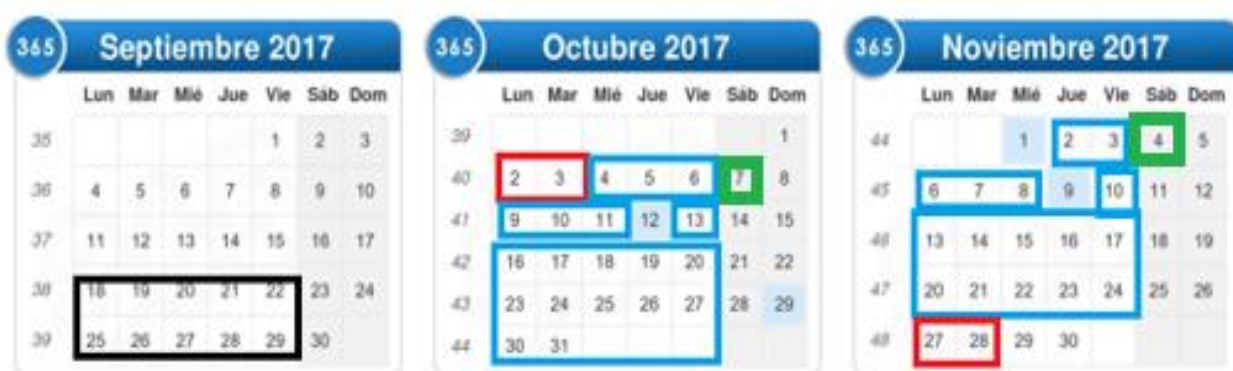 365 Septiembre 2017
Lun Mar Mié Jue Vie Sáb Dom
35 1 2 3
36 4 5 6 7 8 9 10
37 11 12 13 14 15 16 17
38 18 19 20 21 22 23 24
39 25 26 27 28 29 30
365 Octubre 2017
Lun Mar Mié Jue Vie Sáb Dom
39 1
40 2 3 4 5 6 7 8
41 9 10 11 12 13 14 15
42 16 17 18 19 20 21 22
43 23 24 25 26 27 28 29
44 30 31
365 Noviembre 2017
Lun Mar Mié Jue Vie Sáb Dom
44 1 2 3 4 5
45 6 7 8 9 10 11 12
46 13 14 15 16 17 18 19
47 20 21 22 23 24 25 26
48 27 28 29 30